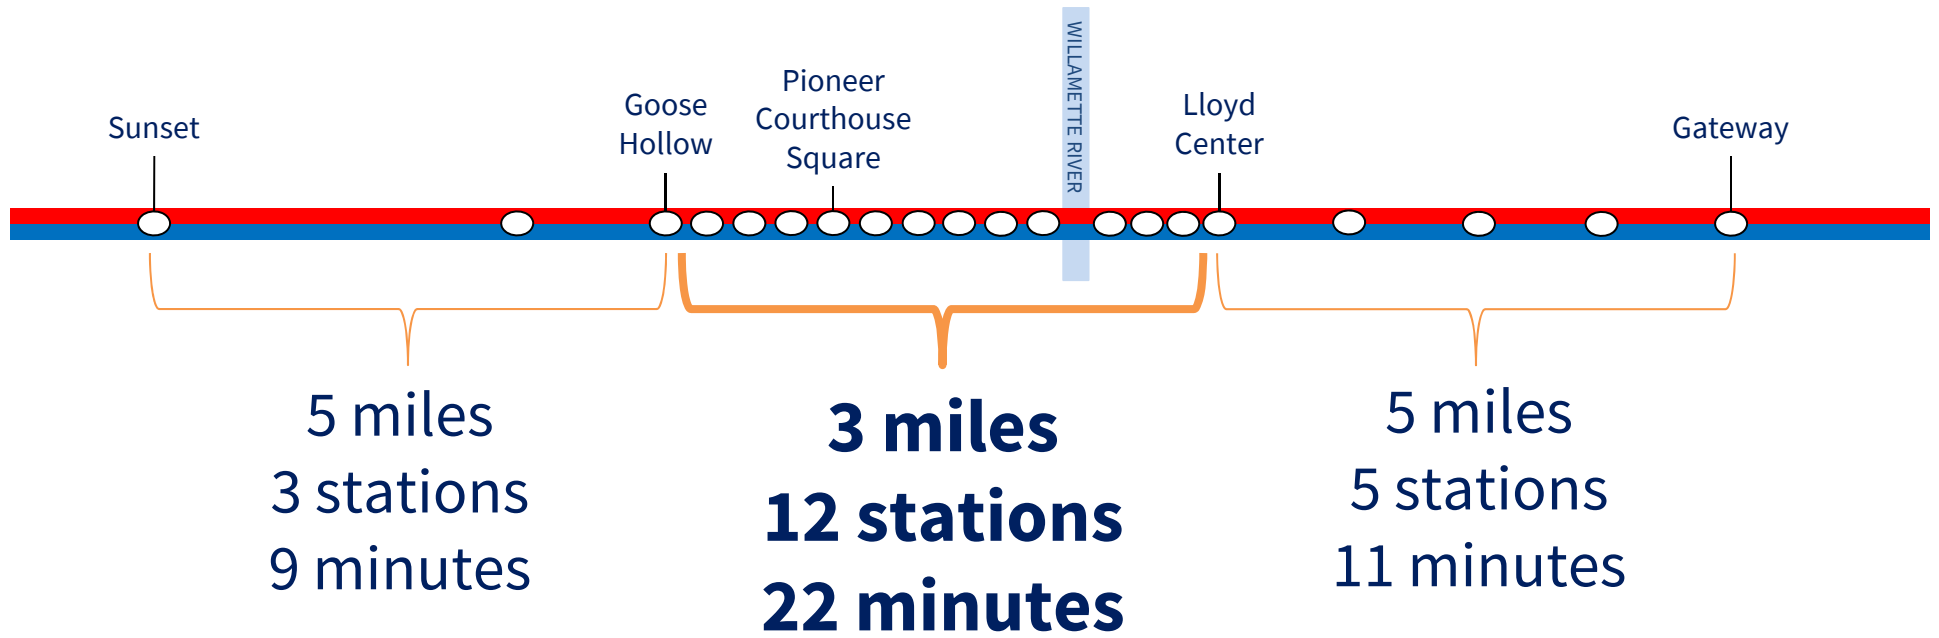 Sunset
Goose
Hollow
Pioneer
Courthouse
Square
WILLAMETTE RIVER
Lloyd
Center
Gateway
5 miles
3 stations
9 minutes
3 miles
12 stations
22 minutes
5 miles
5 stations
11 minutes